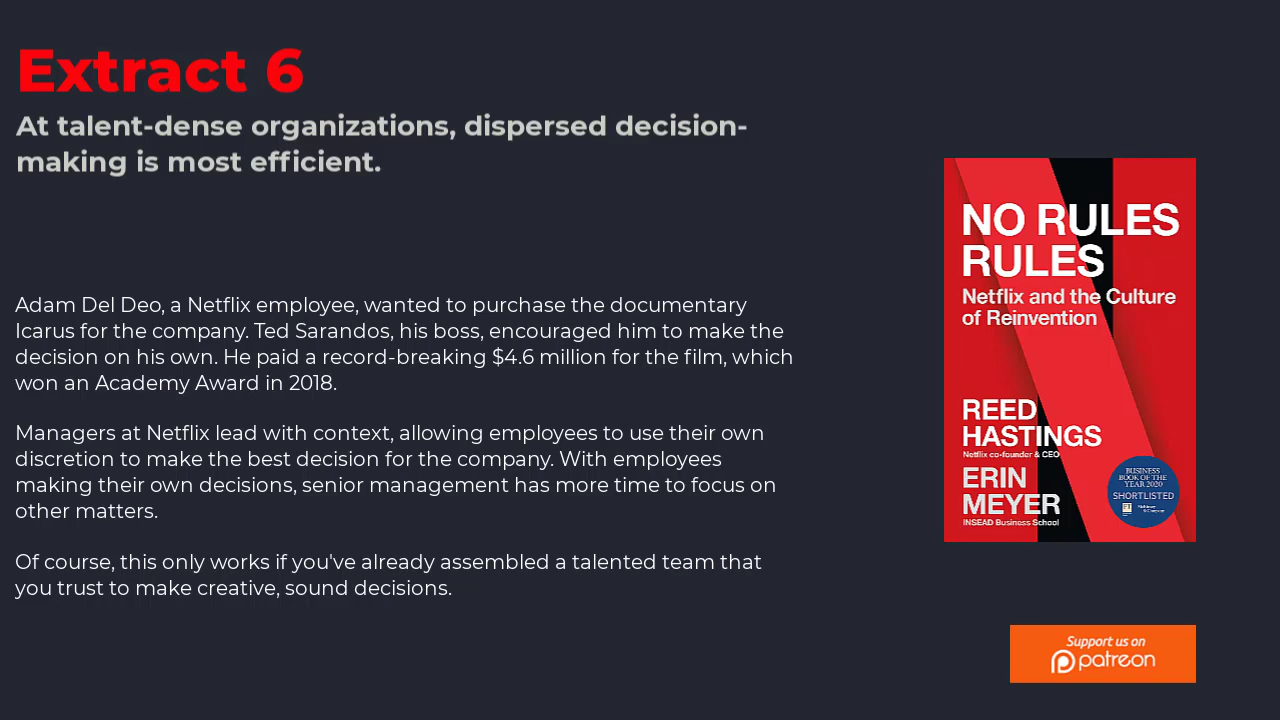 Extract 6
At talent-dense organizations, dispersed decision-
making is most efficient.
Adam Del Deo, a Netflix employee, wanted to purchase the documentary
Icarus for the company. Ted Sarandos, his boss, encouraged him to make the
decision on his own. He paid a record-breaking $4.6 million for the film, which
won an Academy Award in 2018.
Managers at Netflix lead with context, allowing employees to use their own
discretion to make the best decision for the company. With employees
making their own decisions, senior management has more time to focus on
other matters.
Of course, this only works if you've already assembled a talented team that
you trust to make creative, sound decisions.
NO RULES
RULES
Netflix and the Culture
of Reinvention
REED
HASTINGS
Netflix co-founder & CEO
ERIN
MEYER
INSEAD Business School
BUSINESS
BOOK OF THE
YEAR 2020
SHORTLISTED
FT
Support us on
patreon